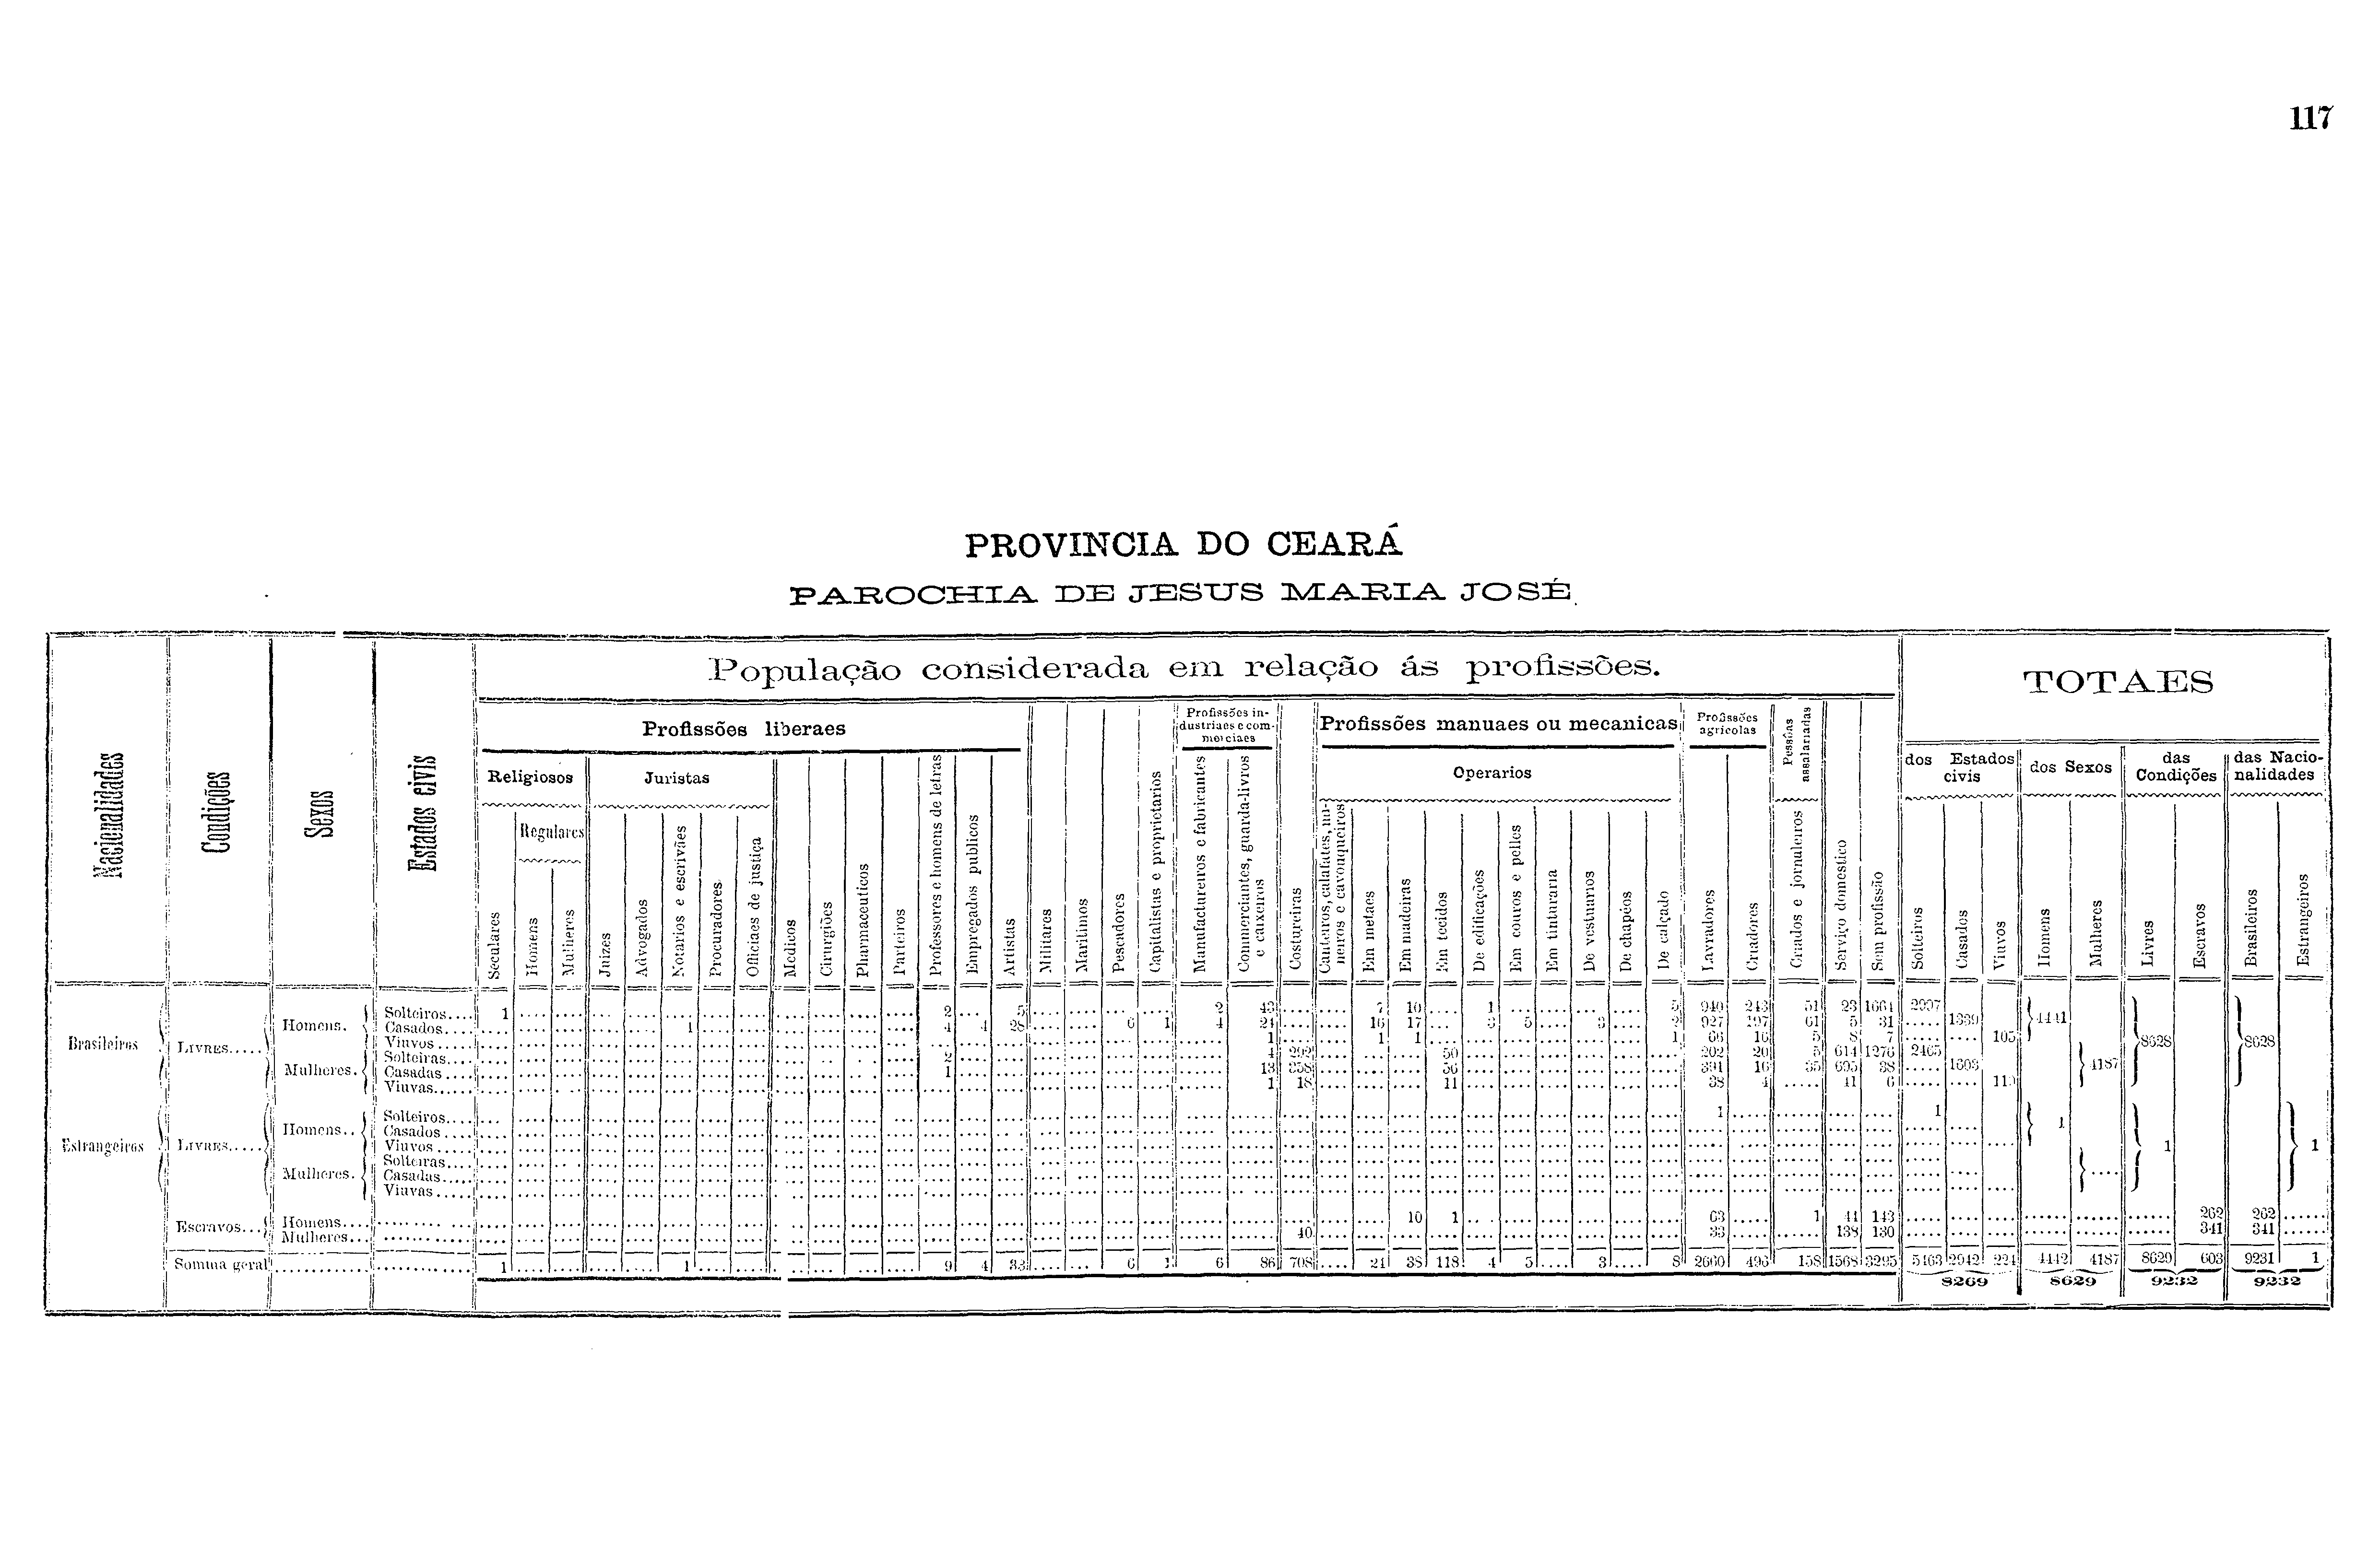 117
PROVINCIA DO CEARÁ
PAROCHIA DE JESUS MARIA JOSÉ
População considerada em relação ás profissões.
TOTAES
Nacionalidades
Condições
Sexos
Estados civis
Profissões liberaes
Profissões industriaes e commerciaes
Profissões manuaes ou mecanicas
Profissões agricolas
Pessôas assalariadas
dos Estados civis
dos Sexos
das Condições
das Nacionalidades
Religiosos
Juristas
Operarios
Regulares
Seculares
Homens
Mulheres
Juizes
Advogados
Notarios e escrivães
Procuradores
Officiaes de justiça
Medicos
Cirurgiões
Pharmaceuticos
Parteiros
Professores e homens de letras
Empregados publicos
Artistas
Militares
Maritimos
Pescadores
Capitalistas e proprietarios
Manufactureiros e fabricantes
Commerciantes, guarda-livros e caixeiros
Costureiras
Canteiros, calafates, mineiros e cavouqueiros
Em metaes
Em madeiras
Em tecidos
De edificações
Em couros e pelles
Em tinturaria
De vestuarios
De chapéos
De calçado
Lavradores
Criadores
Criados e jornaleiros
Serviço domestico
Sem profissão
Solteiros
Casados
Viuvos
Homens
Mulheres
Livres
Escravos
Brasileiros
Estrangeiros
Brasileiros LIVRES..... Homens. Solteiros.... 1 2 5 2 43 7 10 1 5 940 243 51 23 1664 2997
Casados.... 1 4 4 28 6 1 4 24 16 17 3 5 3 2 927 197 61 5 31 1339 4441
Viuvos..... 1 1 1 1 66 16 5 8 7 105
Mulheres. Solteiras.... 2 4 292 50 202 20 5 614 1276 2465
Casadas.... 1 13 358 56 391 16 35 695 38 1603 4187
Viuvas..... 1 18 11 38 4 41 6
8628 8628
Estrangeiros LIVRES..... Homens.. Solteiros.... 1 1
Casados.... 1
Viuvos..... 1 1
Mulheres. Solteiras....
Casadas....
Viuvas.....
Escravos... Homens.... 10 1 63 1 44 143 262 262
Mulheres... 40 33 138 130 341 341
Somma geral 1 1 9 4 33 6 1 6 86 708 24 38 118 4 5 3 8 2660 496 158 1568 3295 5463 2942 224 4442 4187 8629 603 9231 1
8269 8629 9232 9232